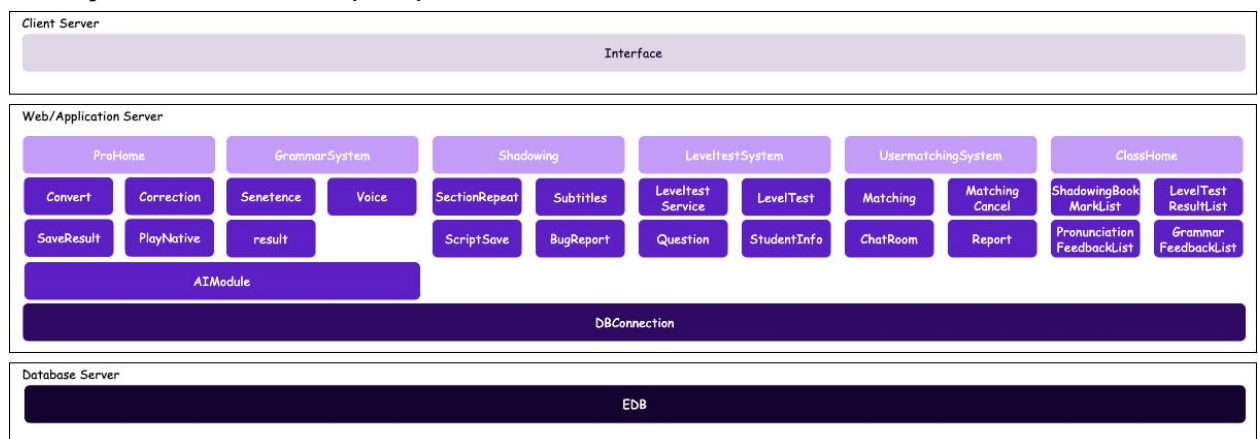 Client Server
Interface
Web/Application Server
ProHome GrammarSystem Shadowing LeveltestSystem UsermatchingSystem ClassHome
Convert Correction Senetence Voice SectionRepeat Subtitles Leveltest Service LevelTest Matching Matching Cancel ShadowingBook MarkList LevelTest ResultList
SaveResult PlayNative result ScriptSave BugReport Question StudentInfo ChatRoom Report Pronunciation FeedbackList Grammar FeedbackList
AIModule
DBConnection
Database Server
EDB